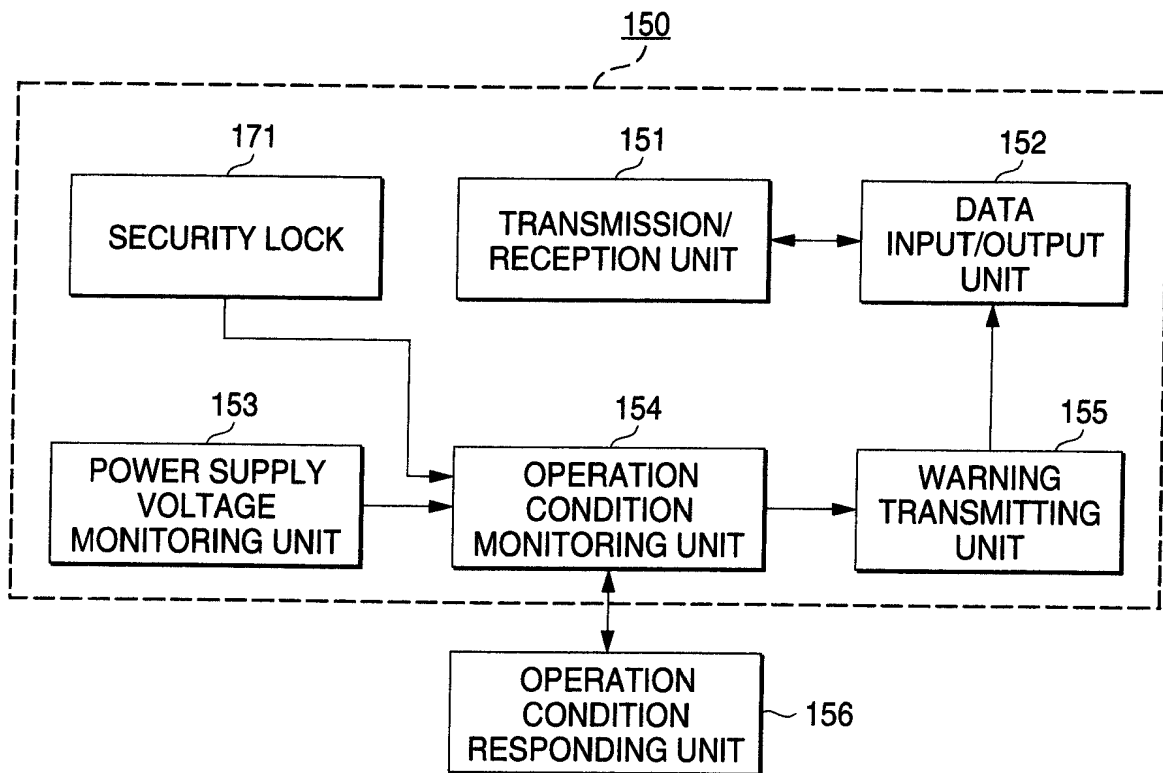 150
171
SECURITY LOCK
151
TRANSMISSION/
RECEPTION UNIT
152
DATA
INPUT/OUTPUT
UNIT
153
POWER SUPPLY
VOLTAGE
MONITORING UNIT
154
OPERATION
CONDITION
MONITORING UNIT
155
WARNING
TRANSMITTING
UNIT
OPERATION
CONDITION
RESPONDING UNIT
156